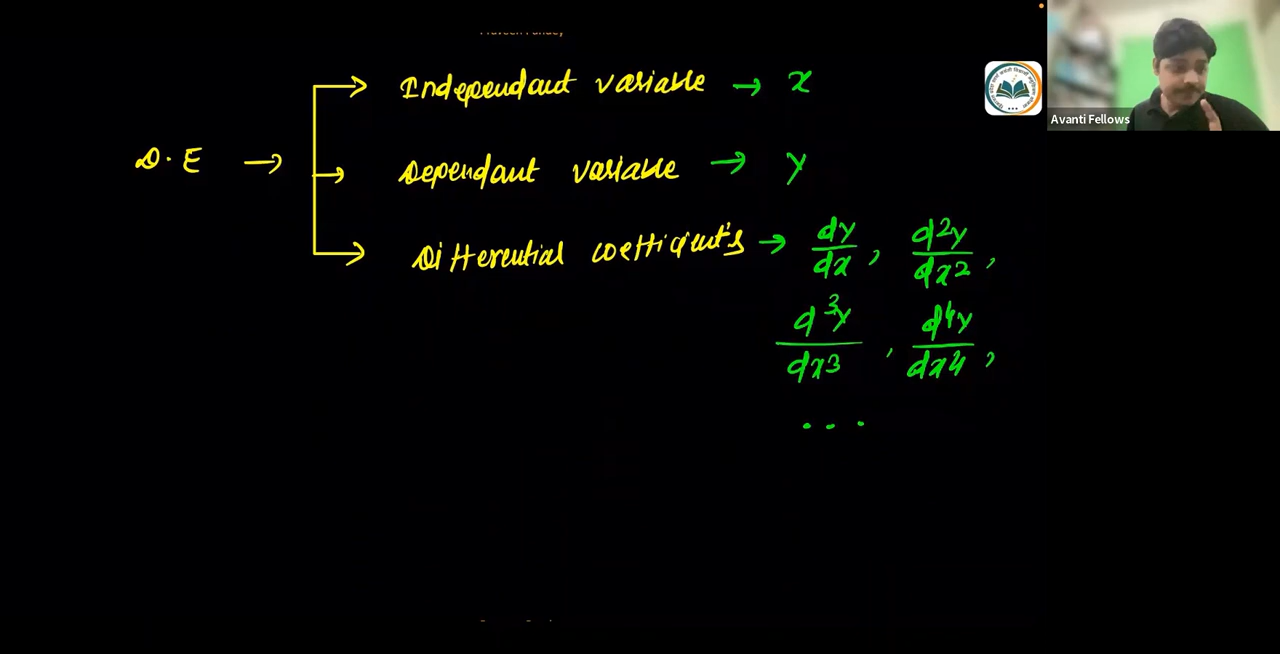 Independant variable → x
D.E →
Dependant variable → y
Differential coefficients → dy/dx, d²y/dx²,
d³y/dx³, d⁴y/dx⁴,
...
Avanti Fellows